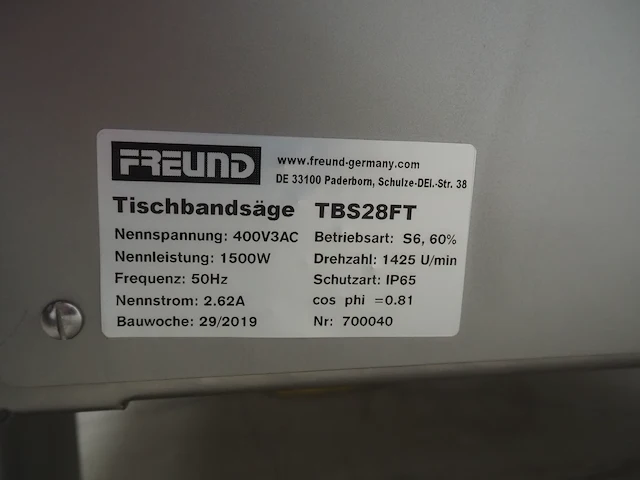 FREUND www.freund-germany.com
DE 33100 Paderborn, Schulze-DEl.-Str. 38
Tischbandsäge TBS28FT
Nennspannung: 400V3AC Betriebsart: S6, 60%
Nennleistung: 1500W Drehzahl: 1425 U/min
Frequenz: 50Hz Schutzart: IP65
Nennstrom: 2.62A cos phi =0.81
Bauwoche: 29/2019 Nr: 700040